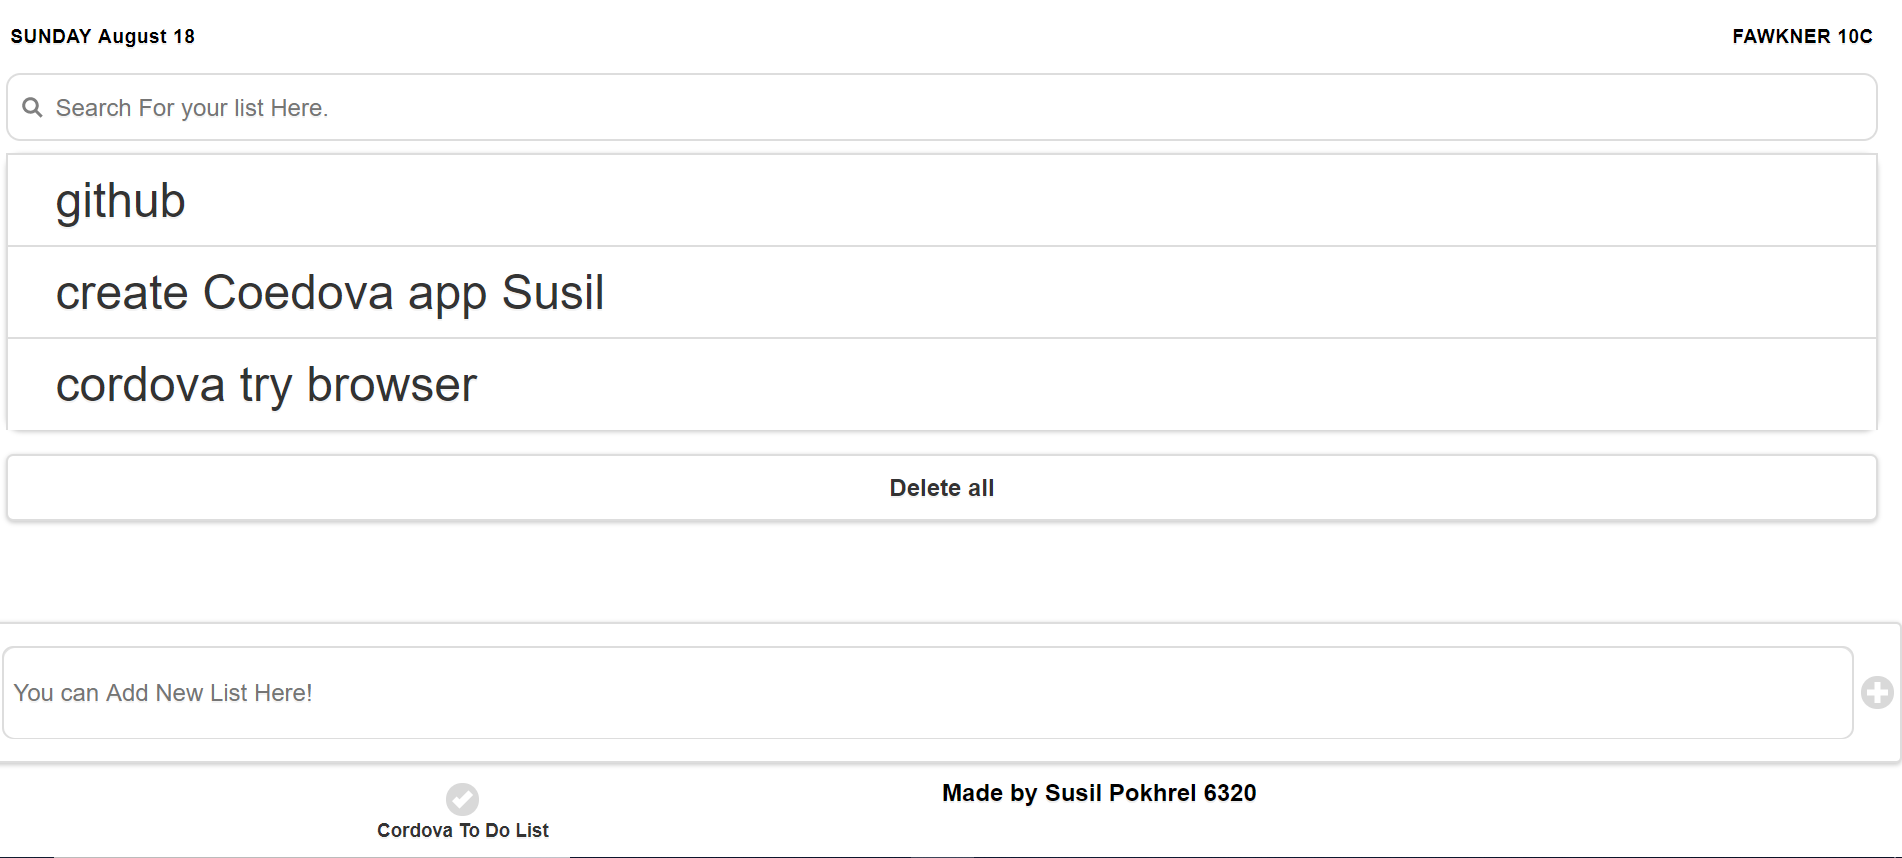 SUNDAY August 18
FAWKNER 10C
Search For your list Here.
github
create Coedova app Susil
cordova try browser
Delete all
You can Add New List Here!
Made by Susil Pokhrel 6320
Cordova To Do List